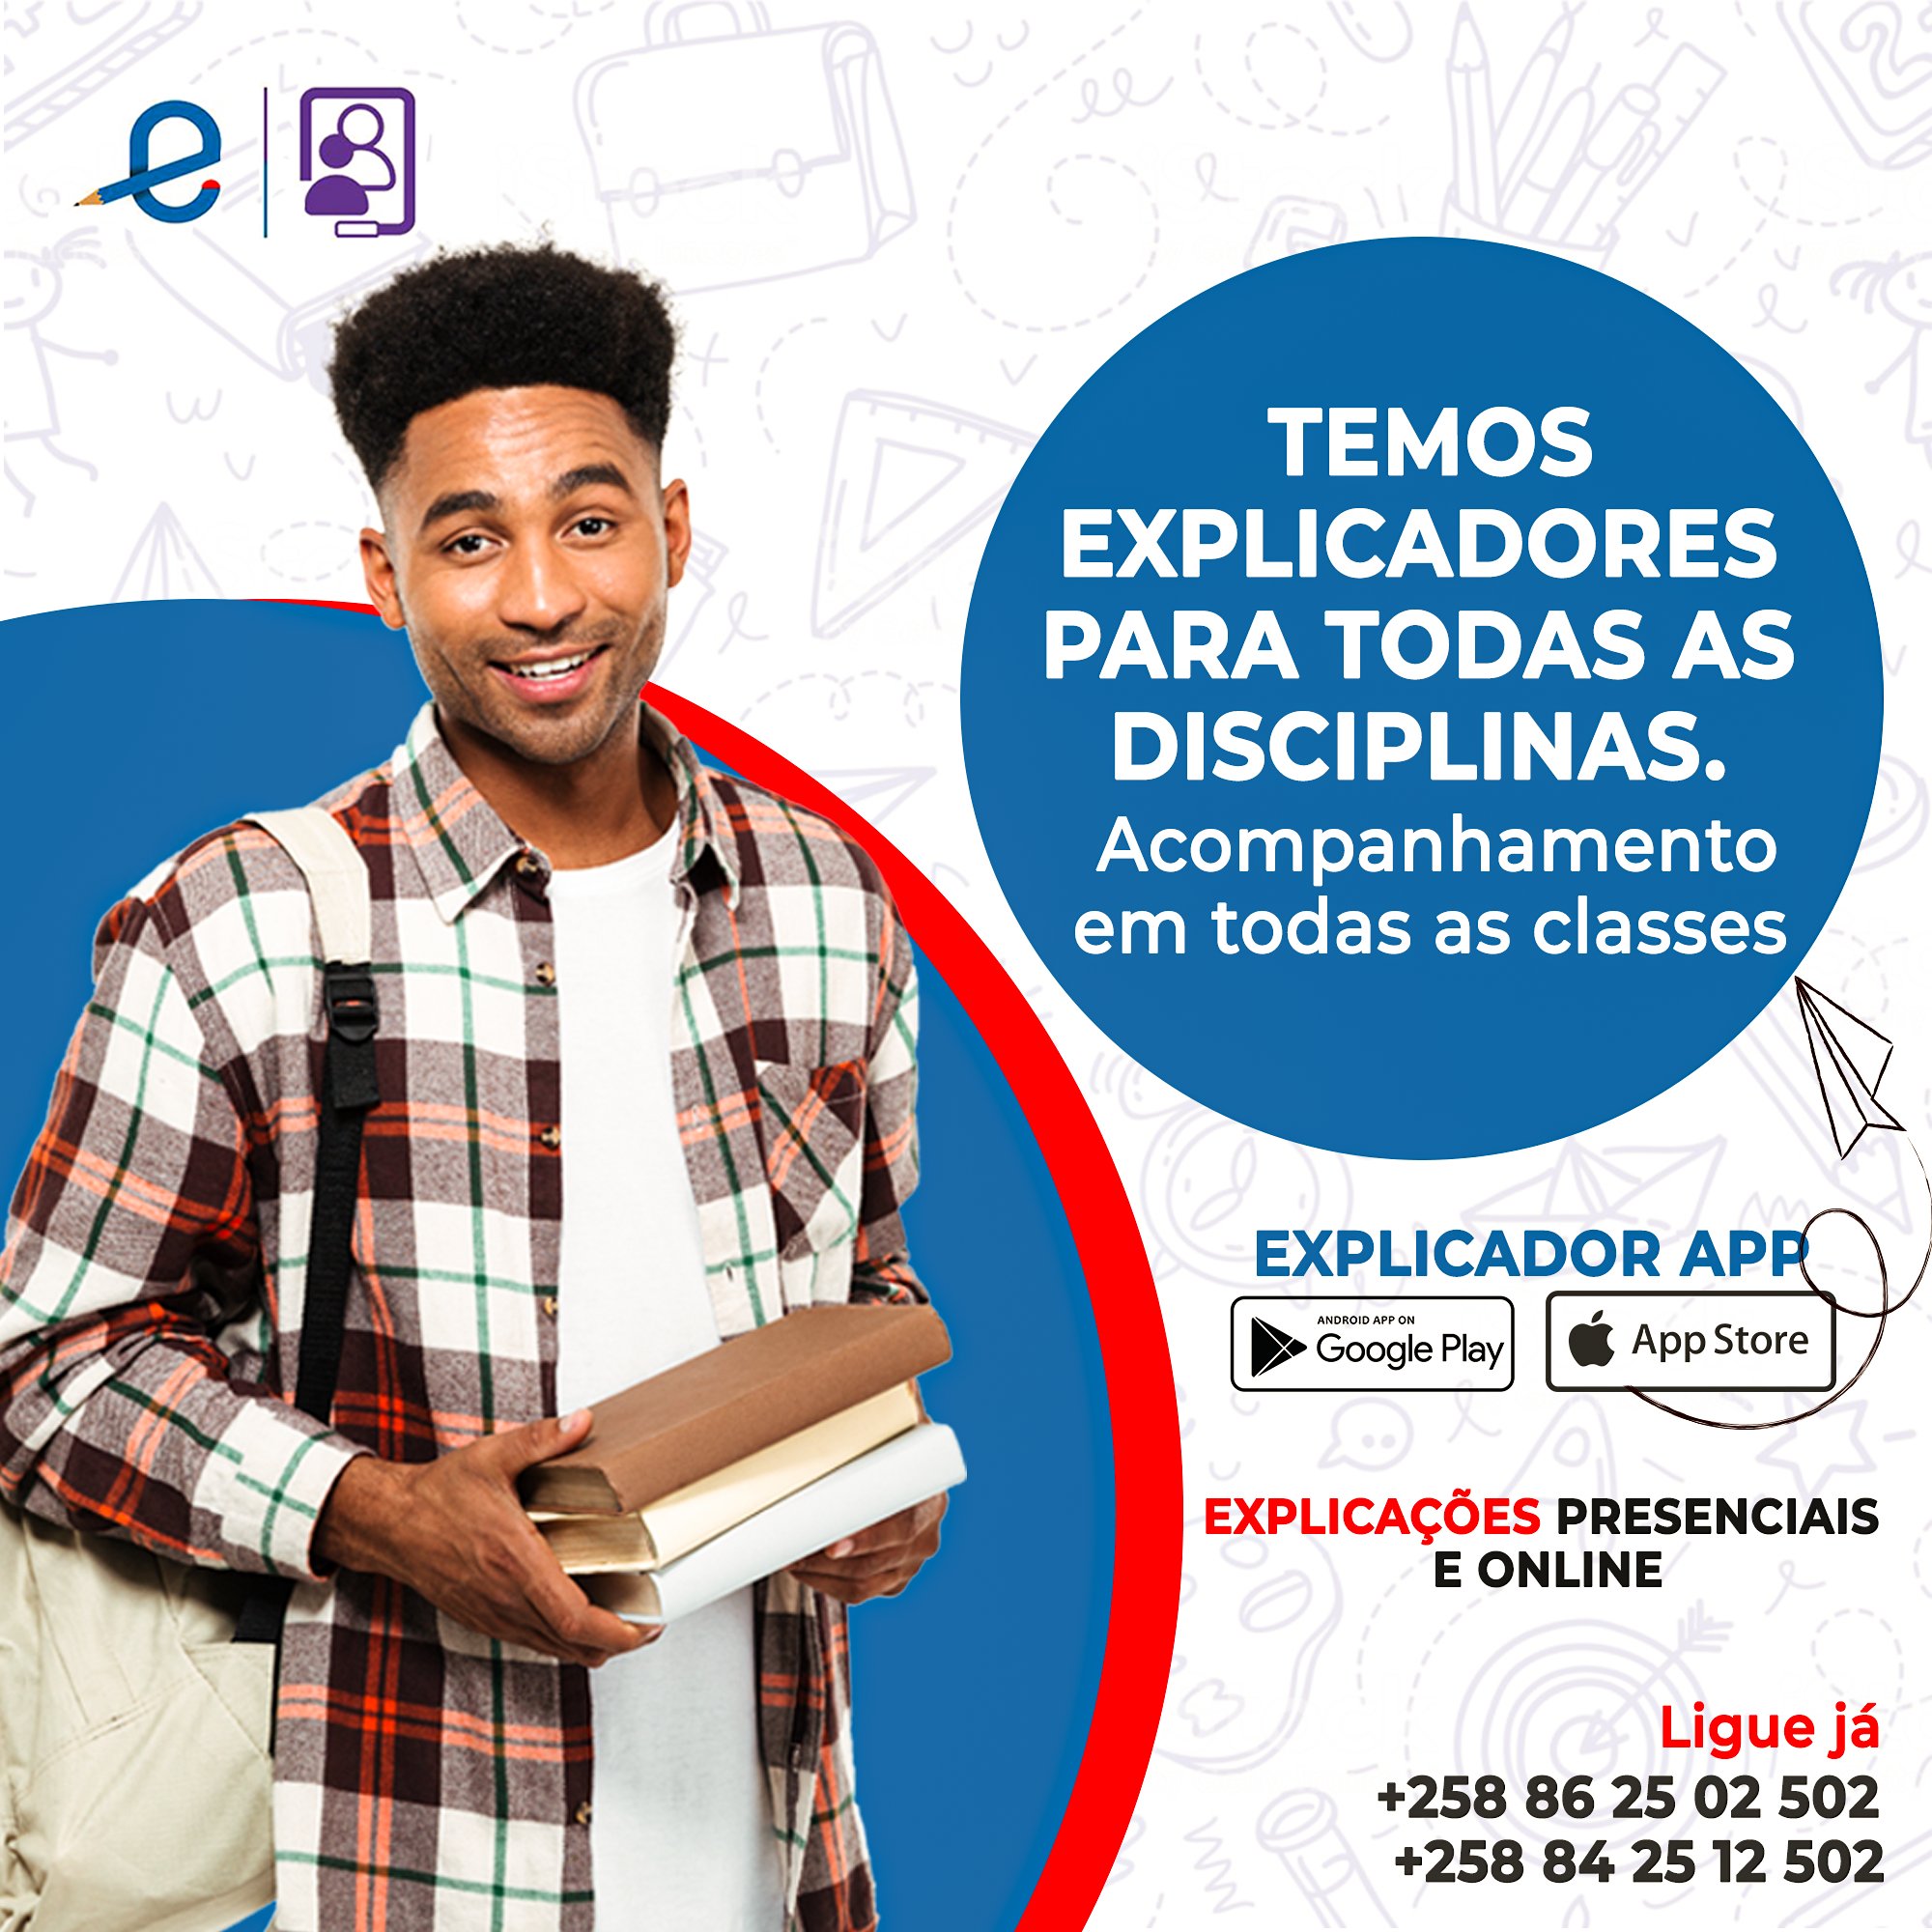 TEMOS
EXPLICADORES
PARA TODAS AS
DISCIPLINAS.
Acompanhamento
em todas as classes
EXPLICADOR APP
ANDROID APP ON
Google Play
App Store
EXPLICAÇÕES PRESENCIAIS
E ONLINE
Ligue já
+258 86 25 02 502
+258 84 25 12 502